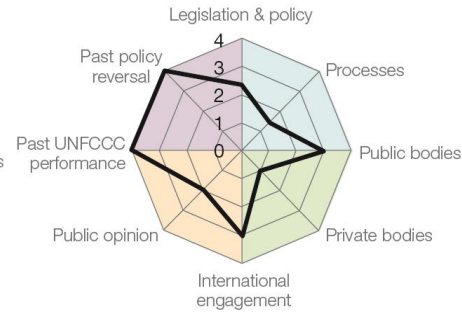 Legislation & policy
4
Past policy
reversal
3
Processes
2
1
Past UNFCCC
performance
0
Public bodies
s
Public opinion
Private bodies
International
engagement